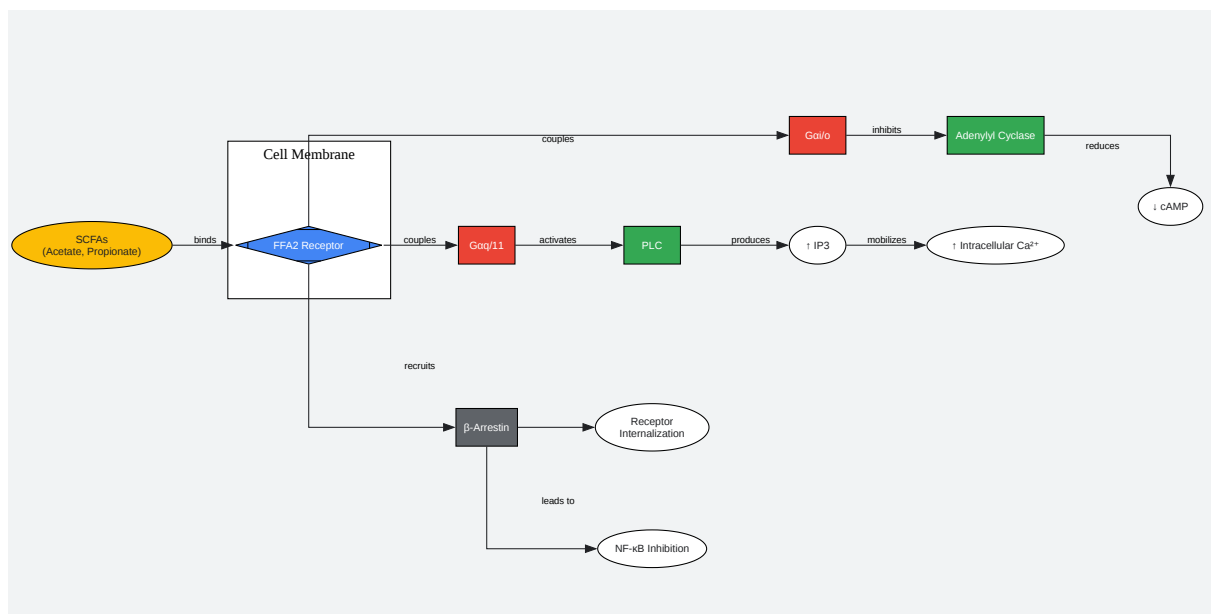 couples
Gαi/o
inhibits
Adenylyl Cyclase
reduces
Cell Membrane
↓ cAMP
SCFAs
(Acetate, Propionate)
binds
FFA2 Receptor
couples
Gαq/11
activates
PLC
produces
↑ IP3
mobilizes
↑ Intracellular Ca²⁺
recruits
β-Arrestin
Receptor
Internalization
leads to
NF-κB Inhibition